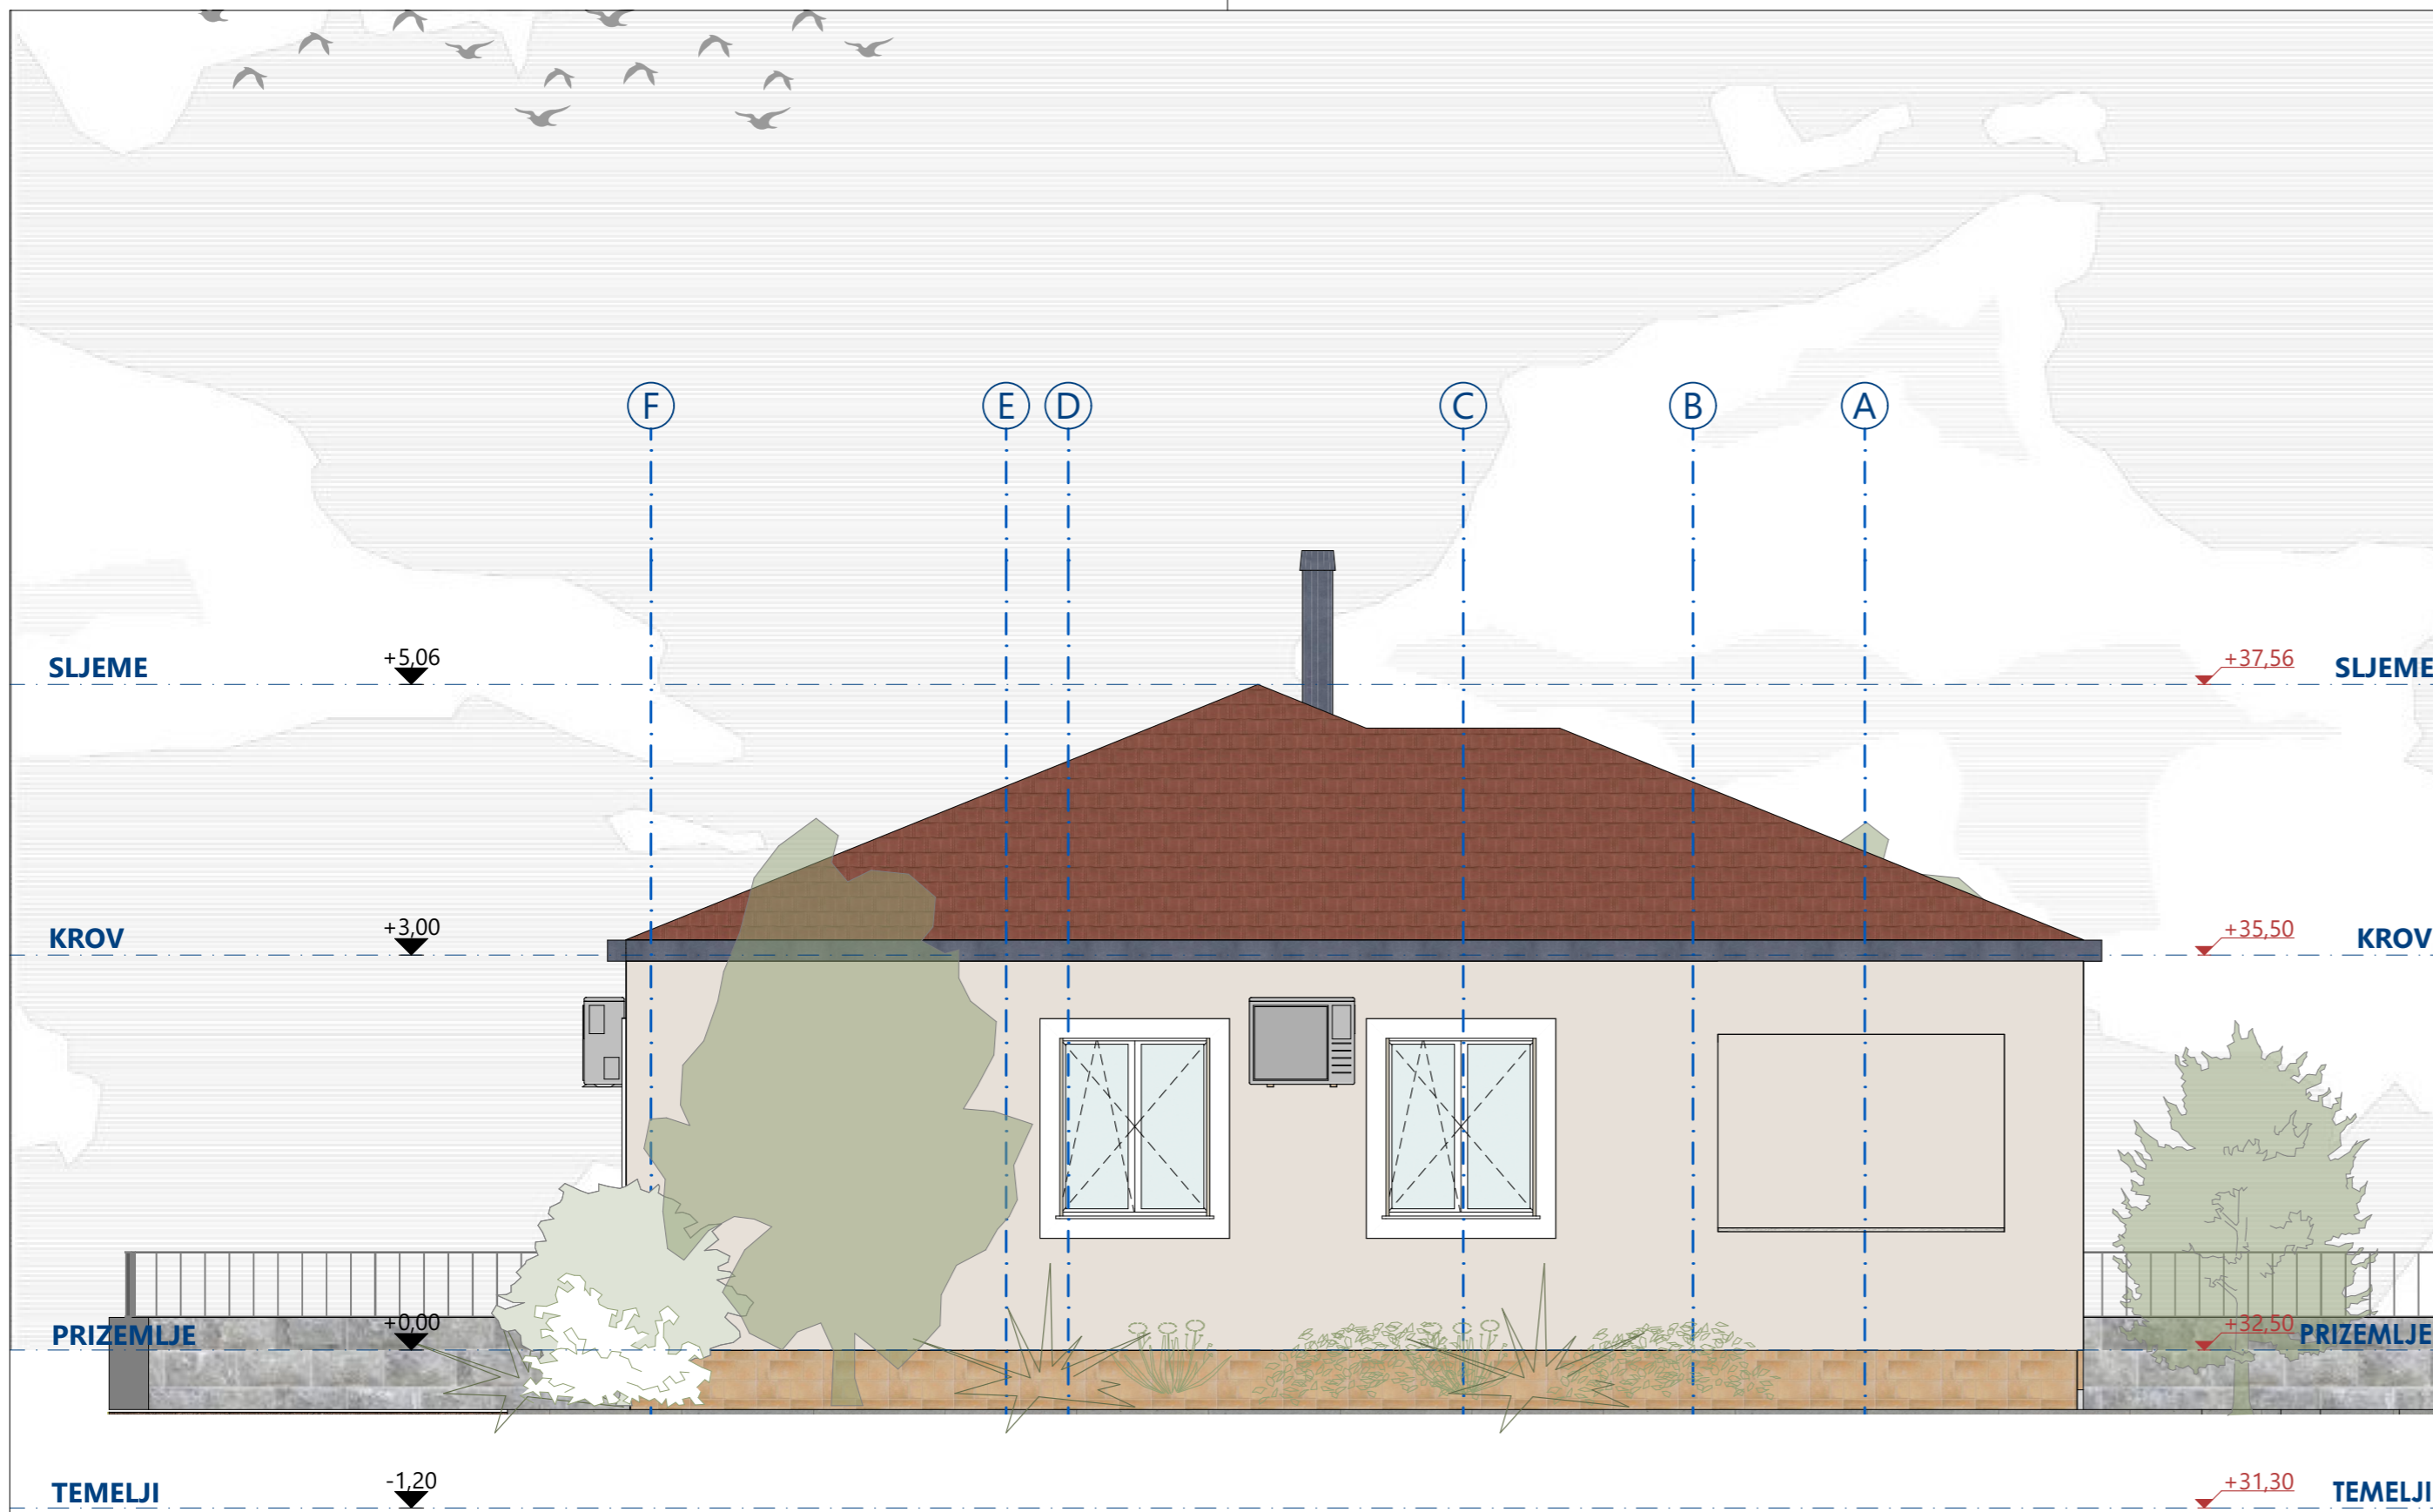 F E D C B A
SLJEME +5,06 +37,56 SLJEME
KROV +3,00 +35,50 KROV
PRIZEMLJE +0,00 +32,50 PRIZEMLJE
TEMELJI -1,20 +31,30 TEMELJI